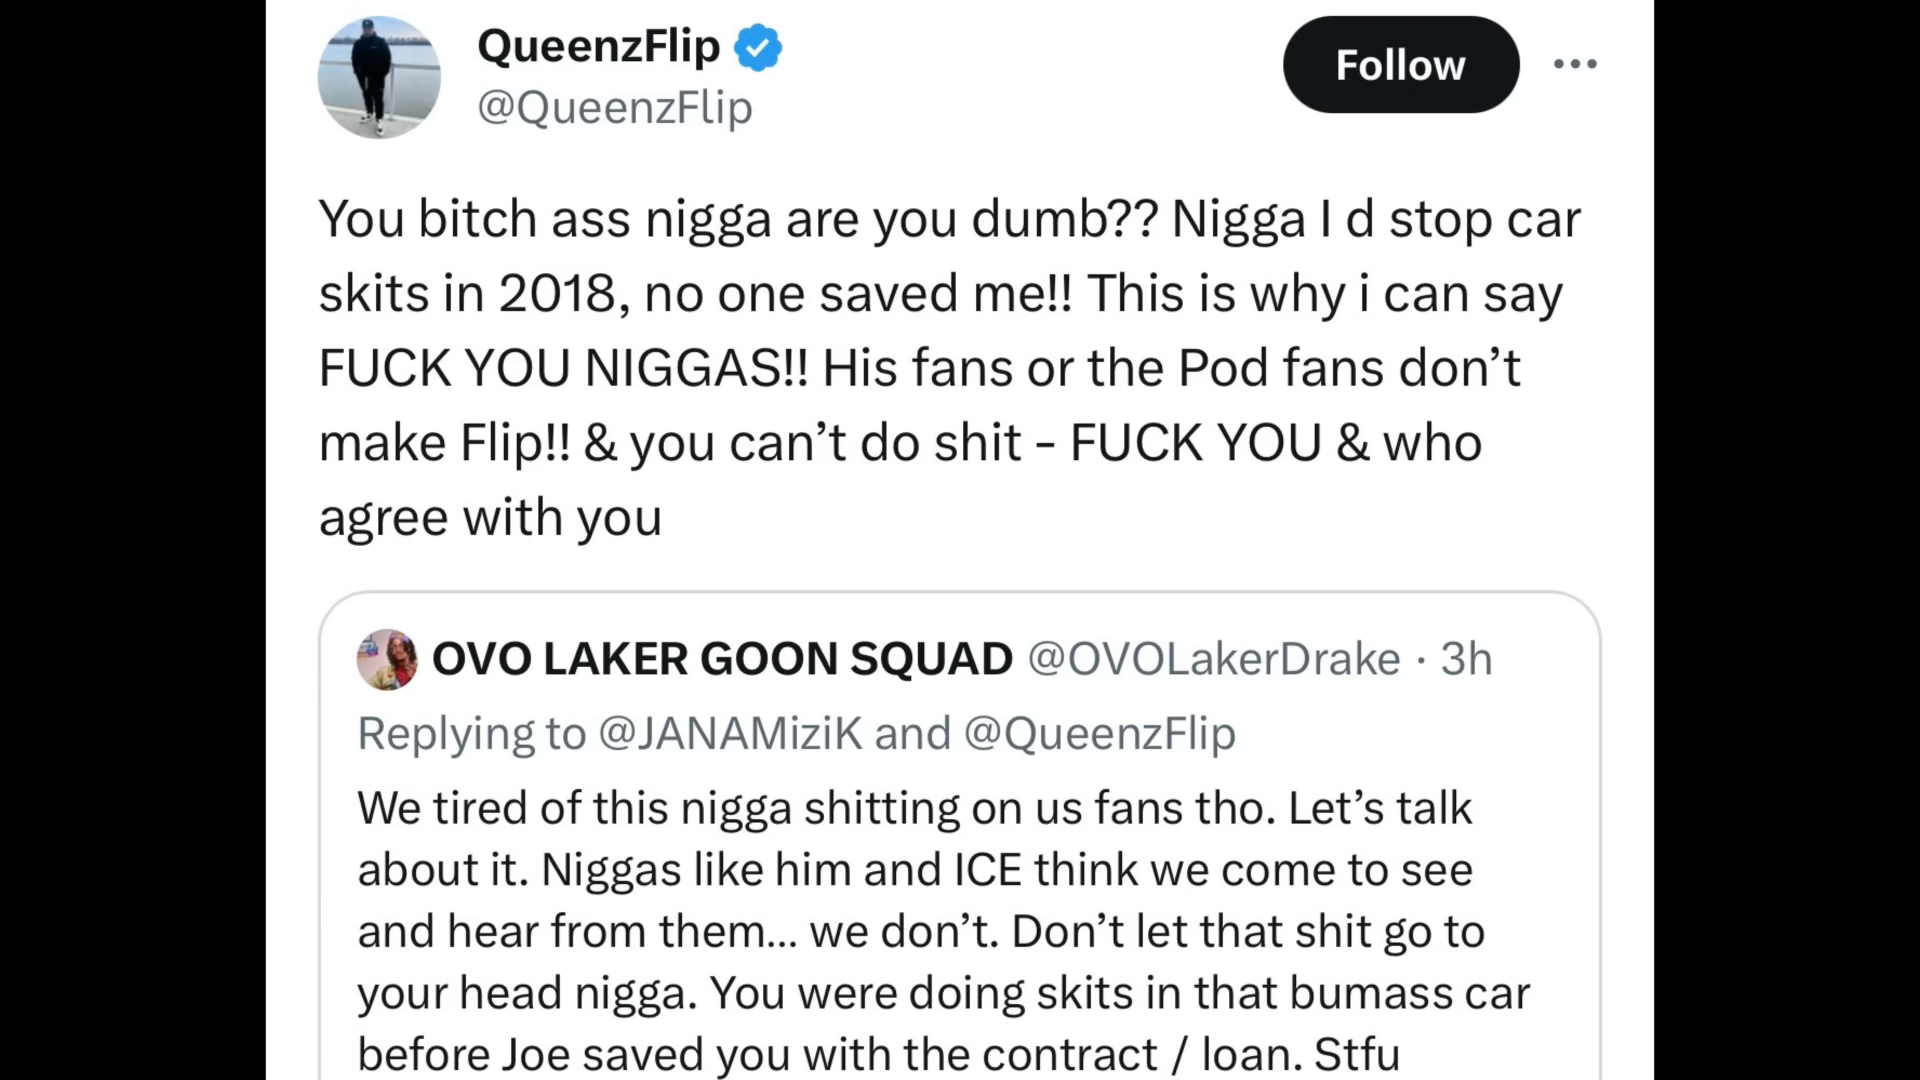 QueenzFlip
@QueenzFlip
Follow
You bitch ass nigga are you dumb?? Nigga I d stop car
skits in 2018, no one saved me!! This is why i can say
FUCK YOU NIGGAS!! His fans or the Pod fans don’t
make Flip!! & you can’t do shit - FUCK YOU & who
agree with you
OVO LAKER GOON SQUAD @OVOLakerDrake · 3h
Replying to @JANAMiziK and @QueenzFlip
We tired of this nigga shitting on us fans tho. Let’s talk
about it. Niggas like him and ICE think we come to see
and hear from them... we don’t. Don’t let that shit go to
your head nigga. You were doing skits in that bumass car
before Joe saved you with the contract / loan. Stfu